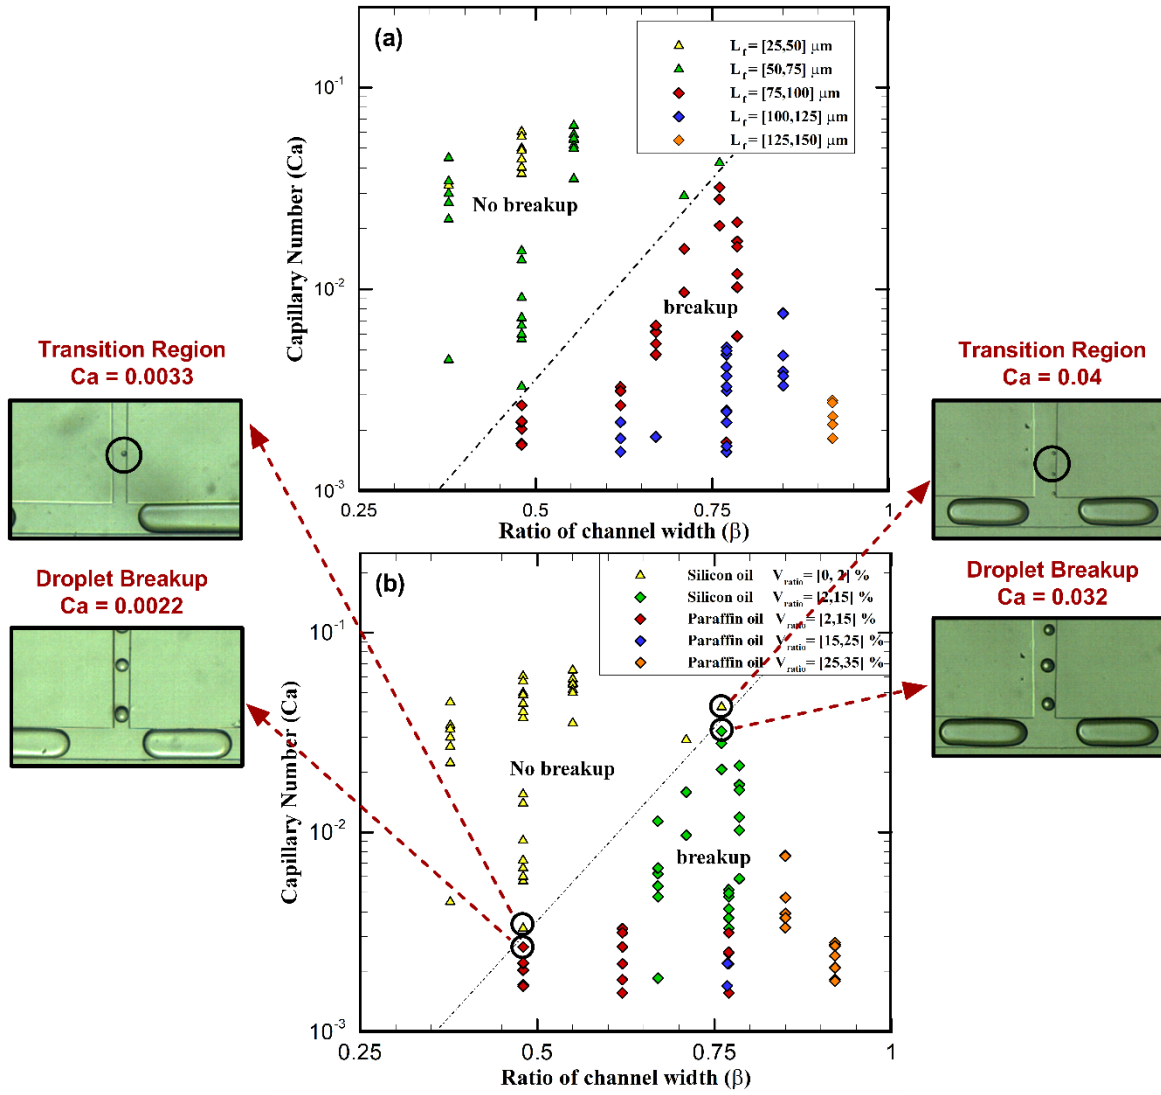 (a)
L_f = [25,50] μm
L_f = [50,75] μm
L_f = [75,100] μm
L_f = [100,125] μm
L_f = [125,150] μm
Capillary Number (Ca)
10^-1
10^-2
10^-3
No breakup
breakup
0.25
0.5
0.75
1
Ratio of channel width (β)
Transition Region
Ca = 0.0033
Droplet Breakup
Ca = 0.0022
Transition Region
Ca = 0.04
Droplet Breakup
Ca = 0.032
(b)
Silicon oil V_ratio = [0, 2] %
Silicon oil V_ratio = [2,15] %
Paraffin oil V_ratio = [2,15] %
Paraffin oil V_ratio = [15,25] %
Paraffin oil V_ratio = [25,35] %
Capillary Number (Ca)
10^-1
10^-2
10^-3
No breakup
breakup
0.25
0.5
0.75
1
Ratio of channel width (β)